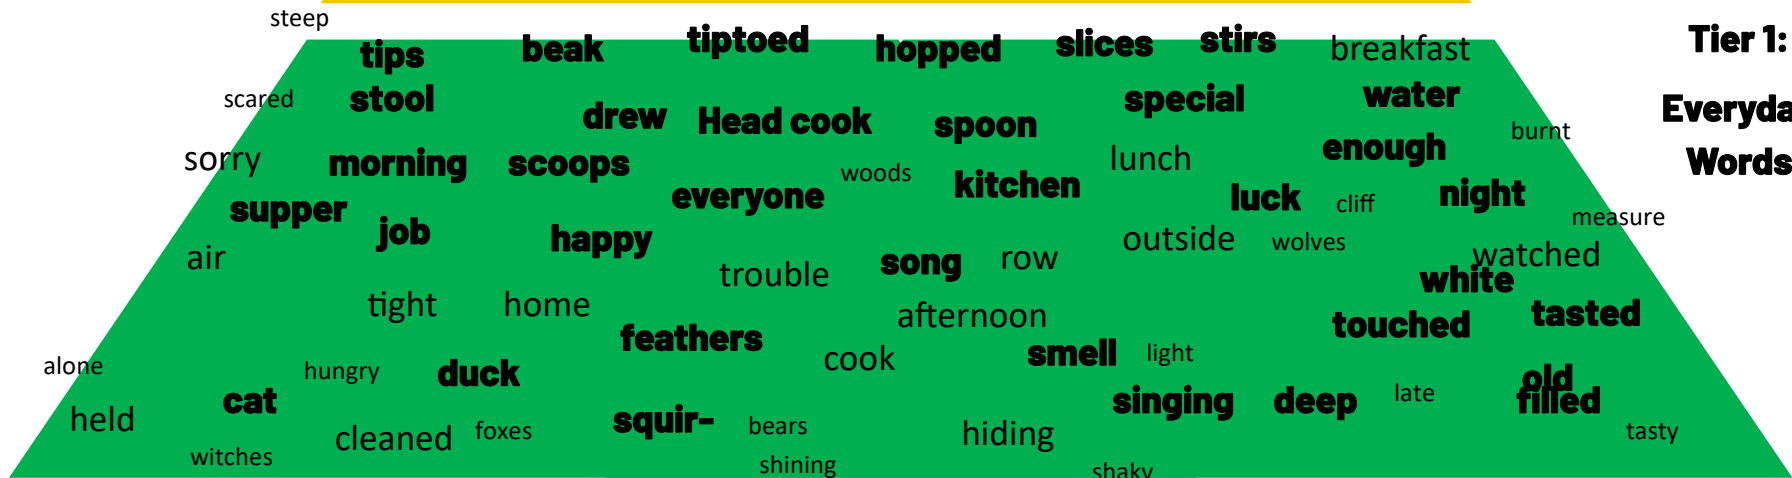 steep
tips beak tiptoed hopped slices stirs breakfast
Tier 1:
scared stool drew Head cook spoon special water
Everyda
burnt
sorry morning scoops woods kitchen lunch enough
Words
supper job everyone luck cliff night
measure
air happy trouble song row outside wolves watched
white
tight home afternoon touched tasted
feathers
alone hungry duck cook smell light
old
cat singing deep late filled
held cleaned foxes squir- bears hiding tasty
witches shining shaky